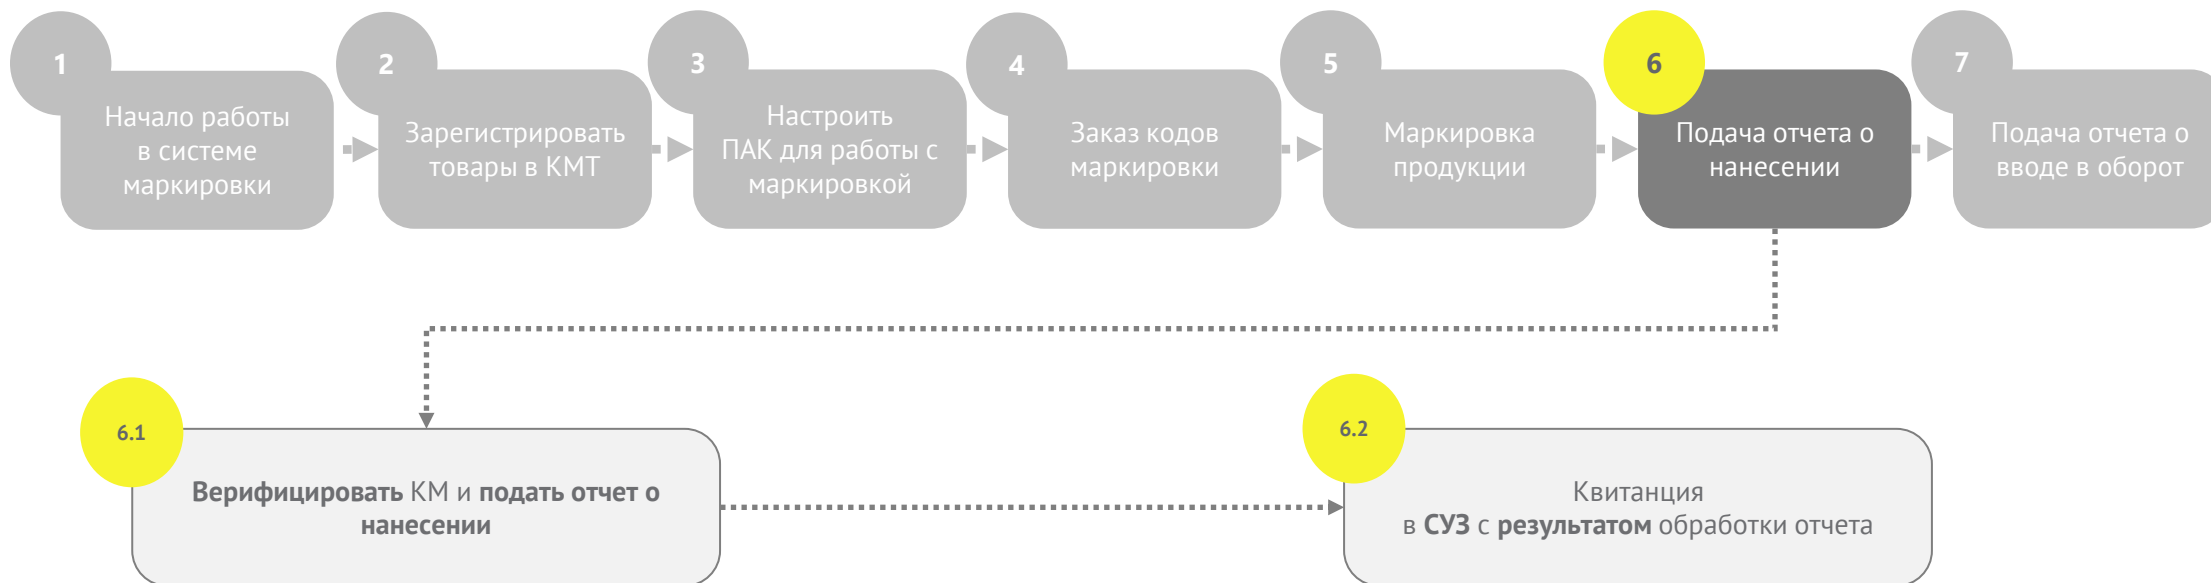 1
Начало работы
в системе
маркировки
2
Зарегистрировать
товары в КМТ
3
Настроить
ПАК для работы с
маркировкой
4
Заказ кодов
маркировки
5
Маркировка
продукции
6
Подача отчета о
нанесении
7
Подача отчета о
вводе в оборот
6.1
Верифицировать КМ и подать отчет о
нанесении
6.2
Квитанция
в СУЗ с результатом обработки отчета